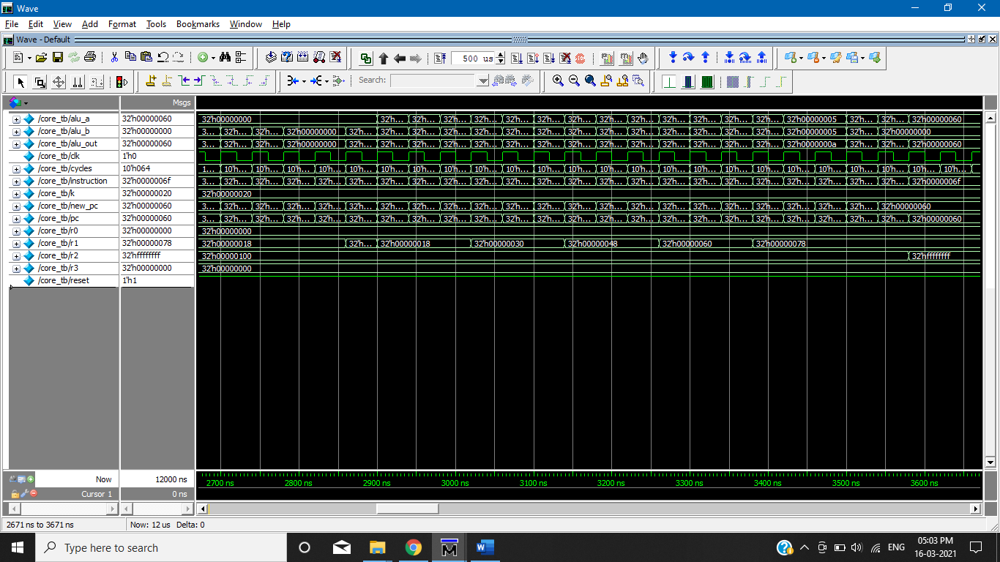 Wave
File Edit View Add Format Tools Bookmarks Window Help
Wave - Default
500 us
Search:
Msgs
/core_tb/alu_a 32'h00000060 32'h00000000 32'h... 32'h... 32'h... 32'h... 32'h... 32'h... 32'h... 32'h... 32'h... 32'h... 32'h... 32'h... 32'h... 32'h00000005 32'h... 32'h... 32'h00000060
/core_tb/alu_b 32'h00000000 3... 32'h... 32'h... 32'h00000000 32'h... 32'h... 32'h... 32'h... 32'h... 32'h... 32'h... 32'h... 32'h... 32'h... 32'h... 32'h... 32'h... 32'h... 32'h00000005 32'h... 32'h00000000
/core_tb/alu_out 32'h00000060 3... 32'h... 32'h... 32'h00000000 32'h... 32'h... 32'h... 32'h... 32'h... 32'h... 32'h... 32'h... 32'h... 32'h... 32'h... 32'h... 32'h... 32'h... 32'h0000000a 32'h... 32'h... 32'h00000060
/core_tb/clk 1'h0
/core_tb/cycles 10'h064 1... 10'h... 10'h... 10'h... 10'h... 10'h... 10'h... 10'h... 10'h... 10'h... 10'h... 10'h... 10'h... 10'h... 10'h... 10'h... 10'h... 10'h... 10'h... 10'h... 10'h... 10'h... 10'h... 10'h... 10'h...
/core_tb/instruction 32'h0000006f 3... 32'h... 32'h... 32'h... 32'h... 32'h... 32'h... 32'h... 32'h... 32'h... 32'h... 32'h... 32'h... 32'h... 32'h... 32'h... 32'h... 32'h... 32'h... 32'h... 32'h... 32'h... 32'h... 32'h0000006f
/core_tb/k 32'h00000020 32'h00000020
/core_tb/new_pc 32'h00000060 3... 32'h... 32'h... 32'h... 32'h... 32'h... 32'h... 32'h... 32'h... 32'h... 32'h... 32'h... 32'h... 32'h... 32'h... 32'h... 32'h... 32'h... 32'h... 32'h... 32'h... 32'h... 32'h00000060
/core_tb/pc 32'h00000060 3... 32'h... 32'h... 32'h... 32'h... 32'h... 32'h... 32'h... 32'h... 32'h... 32'h... 32'h... 32'h... 32'h... 32'h... 32'h... 32'h... 32'h... 32'h... 32'h... 32'h... 32'h... 32'h... 32'h00000060
/core_tb/r0 32'h00000000 32'h00000000
/core_tb/r1 32'h00000078 32'h00000018 32'h... 32'h00000018 32'h00000030 32'h00000048 32'h00000060 32'h00000078
/core_tb/r2 32'hffffffff 32'h00000100 32'hffffffff
/core_tb/r3 32'h00000000 32'h00000000
/core_tb/reset 1'h1
Now 12000 ns
2700 ns 2800 ns 2900 ns 3000 ns 3100 ns 3200 ns 3300 ns 3400 ns 3500 ns 3600 ns
Cursor 1 0 ns
2671 ns to 3671 ns Now: 12 us Delta: 0
Type here to search
ENG
05:03 PM
16-03-2021